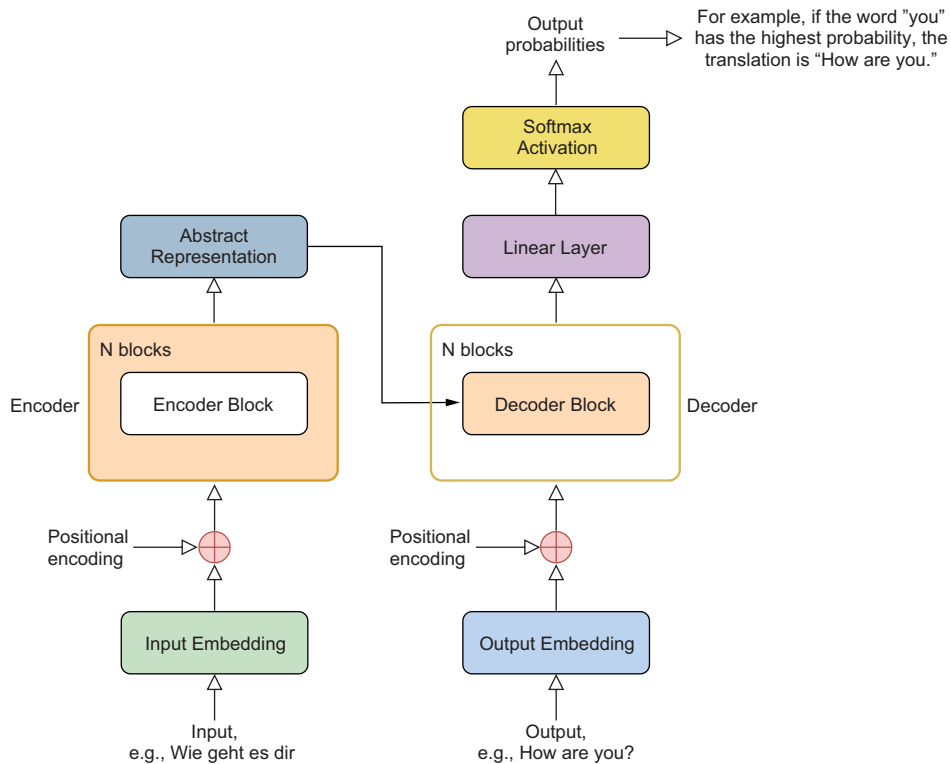 Output
probabilities
For example, if the word ”you”
has the highest probability, the
translation is “How are you.”
Softmax
Activation
Abstract
Representation
Linear Layer
N blocks
Encoder Block
Encoder
N blocks
Decoder Block
Decoder
Positional
encoding
Positional
encoding
Input Embedding
Output Embedding
Input,
e.g., Wie geht es dir
Output,
e.g., How are you?